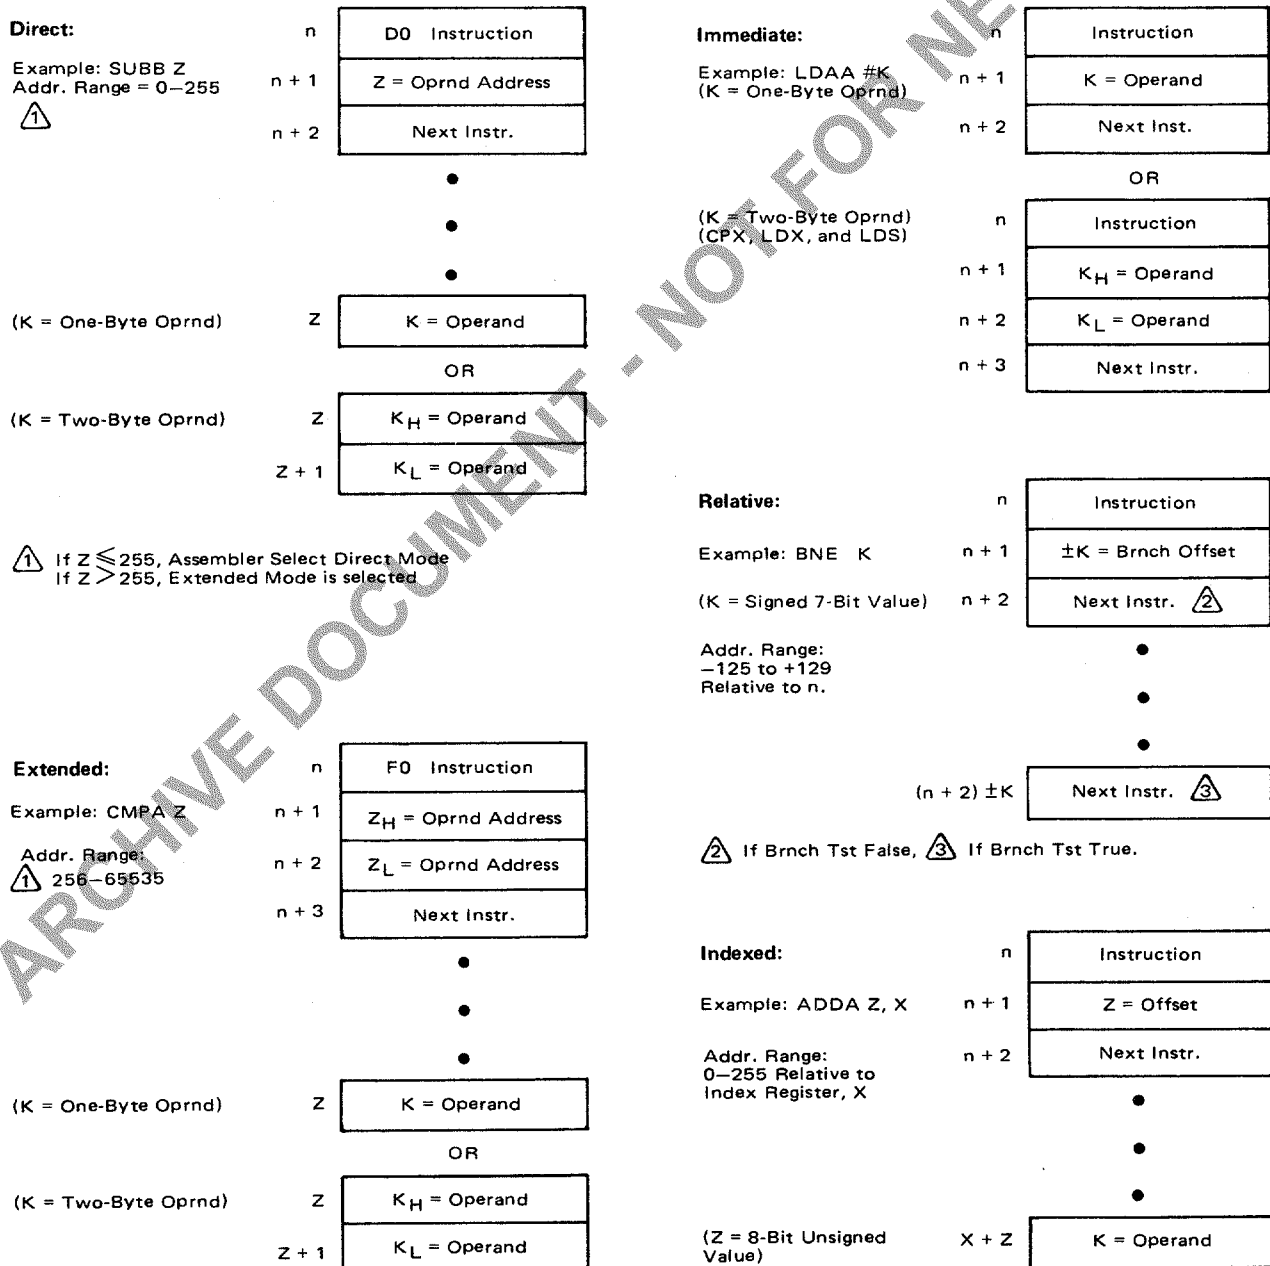 Direct:
n
D0 Instruction
Example: SUBB Z
Addr. Range = 0–255
n + 1
Z = Oprnd Address
1
n + 2
Next Instr.
(K = One-Byte Oprnd)
Z
K = Operand
OR
(K = Two-Byte Oprnd)
Z
KH = Operand
Z + 1
KL = Operand
1 If Z ≤ 255, Assembler Select Direct Mode
If Z > 255, Extended Mode is selected
Extended:
n
F0 Instruction
Example: CMPA Z
n + 1
ZH = Oprnd Address
Addr. Range:
1 256–65535
n + 2
ZL = Oprnd Address
n + 3
Next Instr.
(K = One-Byte Oprnd)
Z
K = Operand
OR
(K = Two-Byte Oprnd)
Z
KH = Operand
Z + 1
KL = Operand
Immediate:
n
Instruction
Example: LDAA #K
(K = One-Byte Oprnd)
n + 1
K = Operand
n + 2
Next Inst.
OR
(K = Two-Byte Oprnd)
(CPX, LDX, and LDS)
n
Instruction
n + 1
KH = Operand
n + 2
KL = Operand
n + 3
Next Instr.
Relative:
n
Instruction
Example: BNE K
n + 1
±K = Brnch Offset
(K = Signed 7-Bit Value)
n + 2
Next Instr. 2
Addr. Range:
–125 to +129
Relative to n.
(n + 2) ±K
Next Instr. 3
2 If Brnch Tst False, 3 If Brnch Tst True.
Indexed:
n
Instruction
Example: ADDA Z, X
n + 1
Z = Offset
Addr. Range:
0–255 Relative to
Index Register, X
n + 2
Next Instr.
(Z = 8-Bit Unsigned
Value)
X + Z
K = Operand
ARCHIVE DOCUMENT - NOT FOR NE